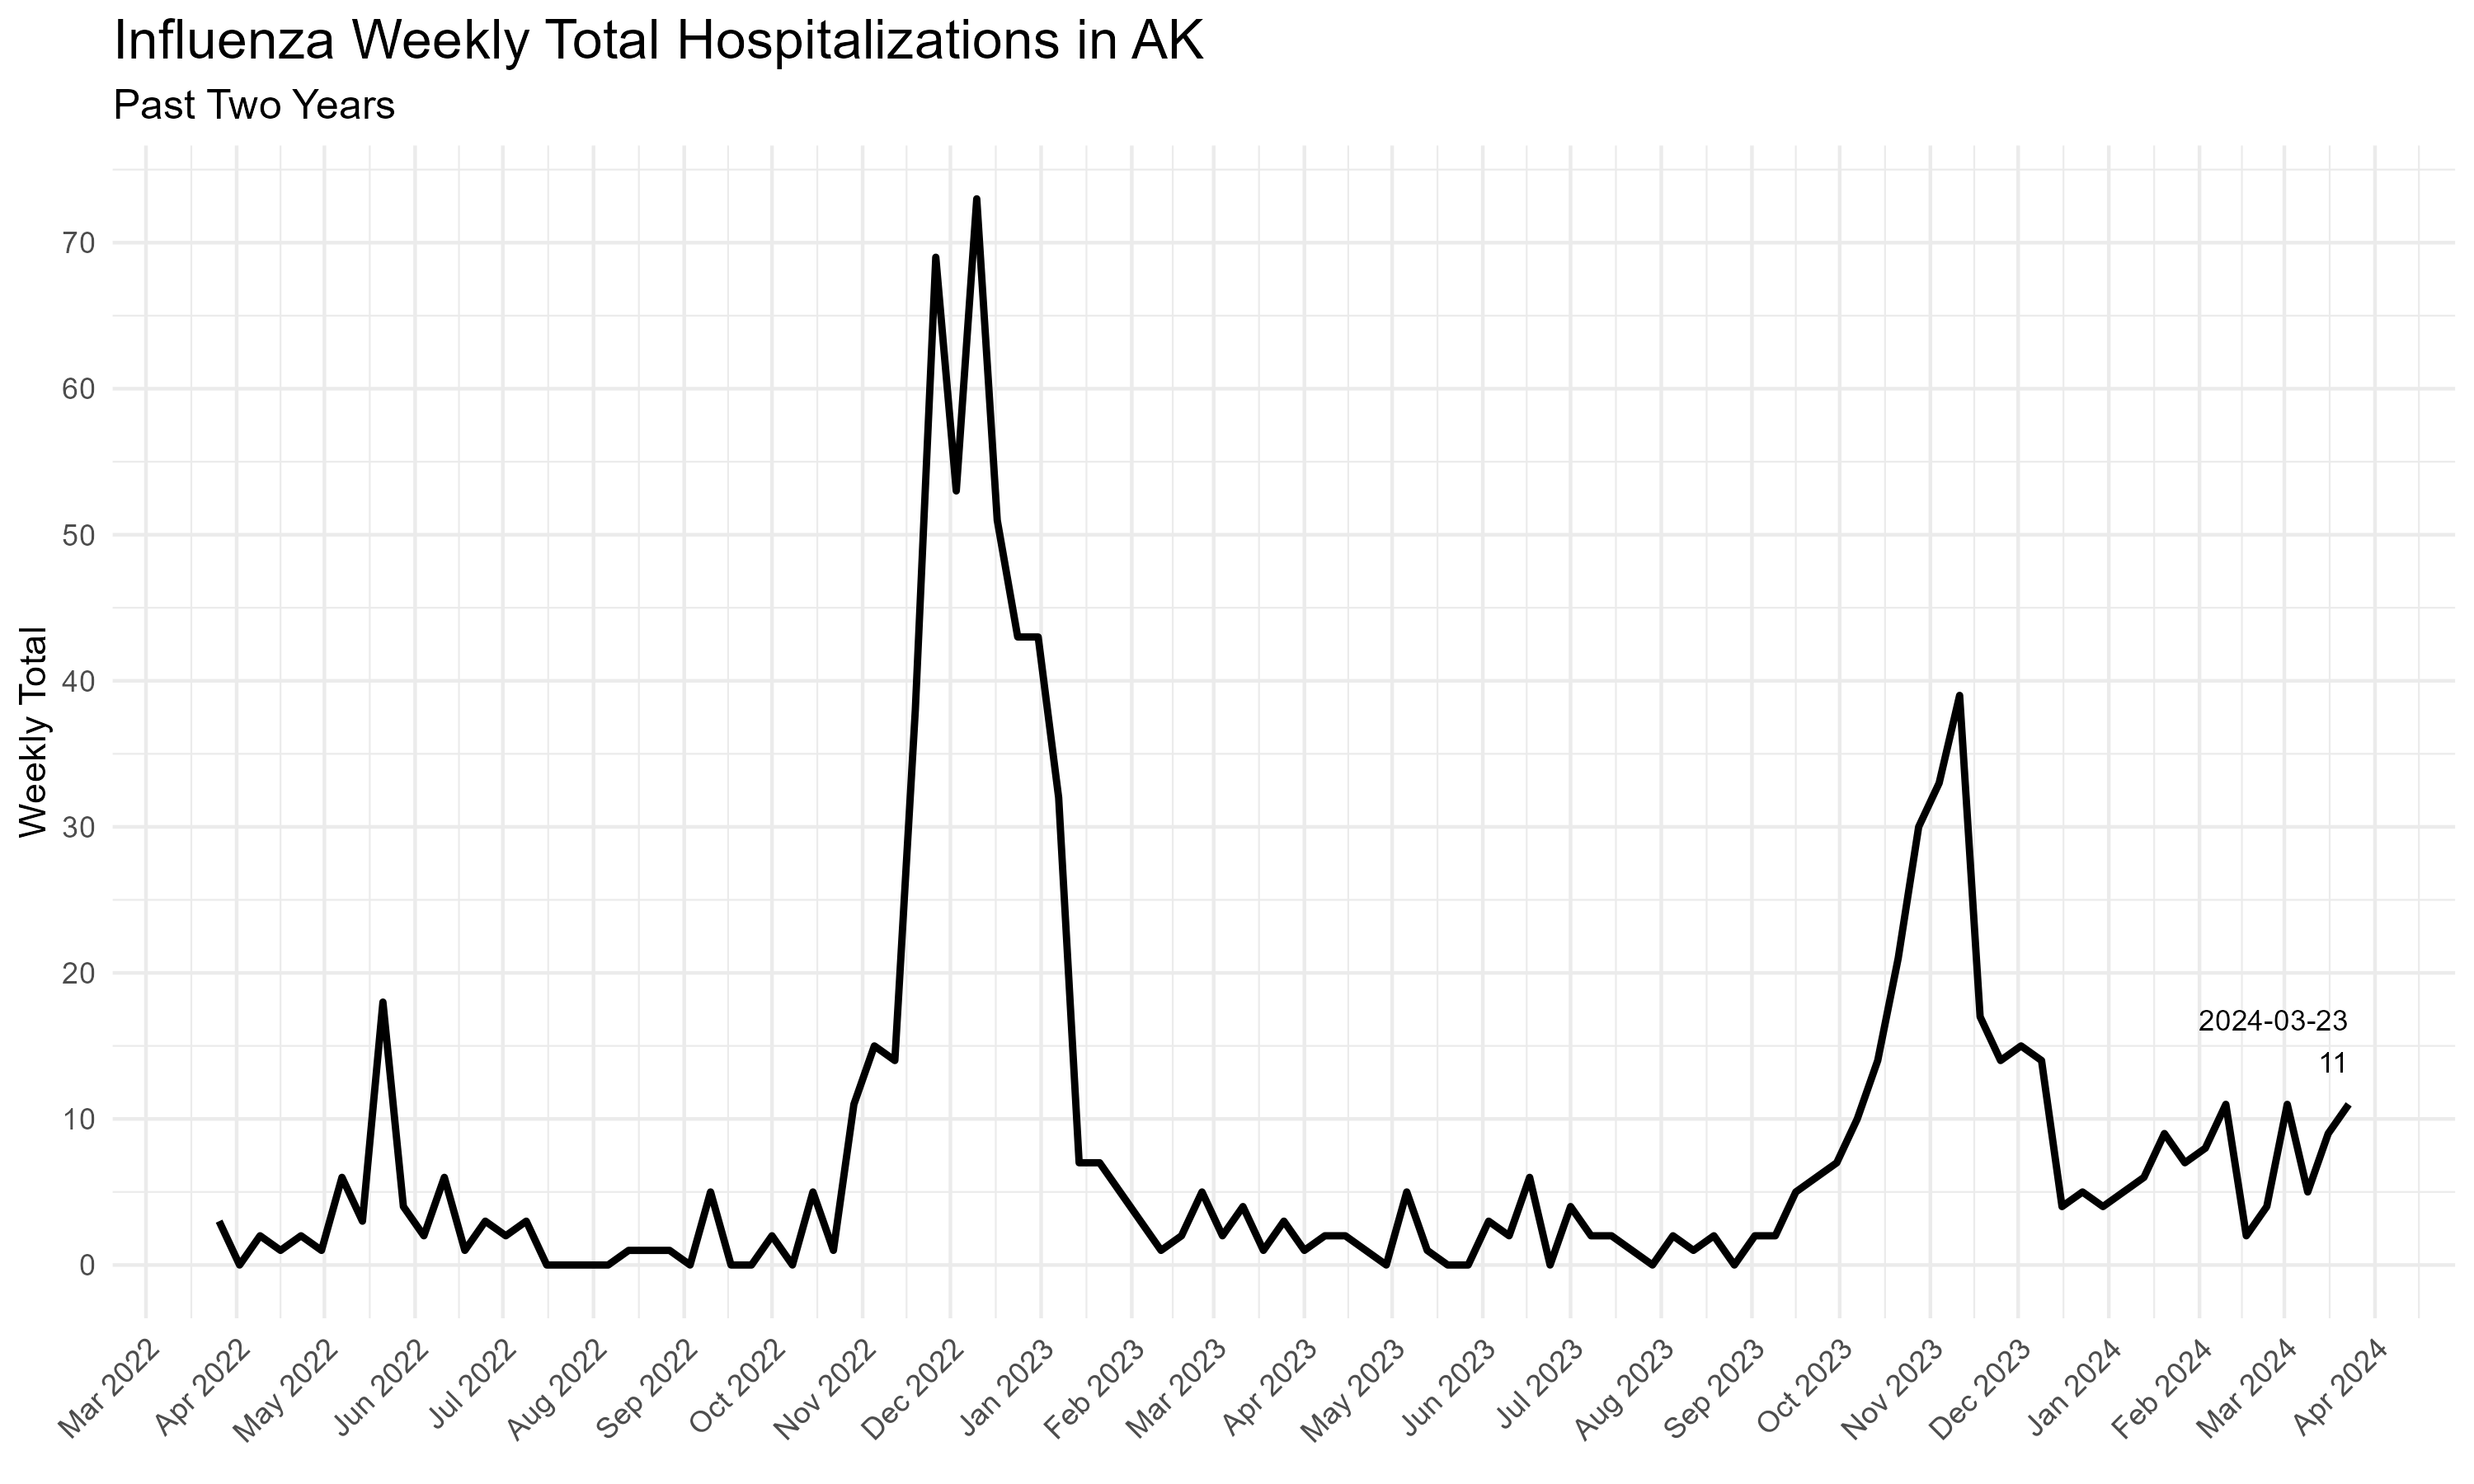 Influenza Weekly Total Hospitalizations in AK
Past Two Years
Weekly Total
70
60
50
40
30
20
10
0
2024-03-23
11
Mar 2022
Apr 2022
May 2022
Jun 2022
Jul 2022
Aug 2022
Sep 2022
Oct 2022
Nov 2022
Dec 2022
Jan 2023
Feb 2023
Mar 2023
Apr 2023
May 2023
Jun 2023
Jul 2023
Aug 2023
Sep 2023
Oct 2023
Nov 2023
Dec 2023
Jan 2024
Feb 2024
Mar 2024
Apr 2024